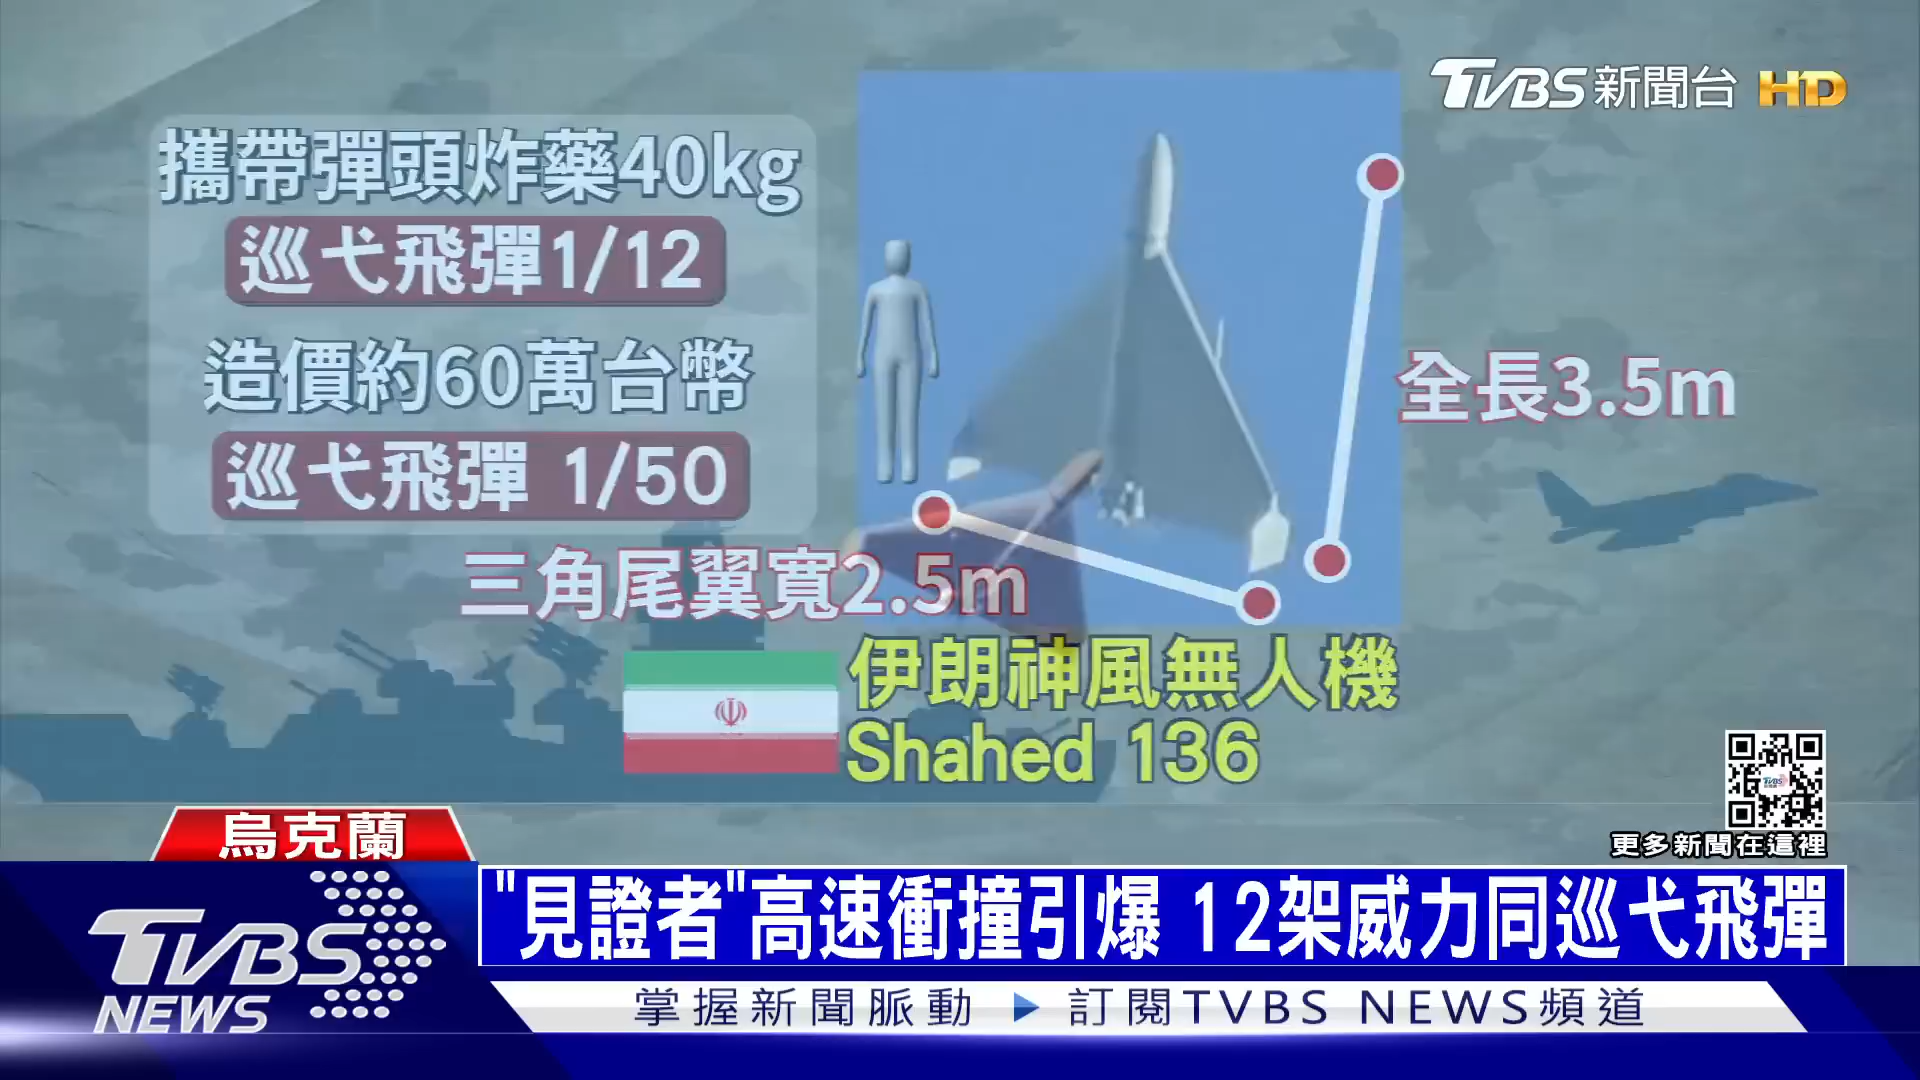 TVBS新聞台 HD
攜帶彈頭炸藥40kg
巡弋飛彈1/12
造價約60萬台幣
巡弋飛彈 1/50
全長3.5m
三角尾翼寬2.5m
伊朗神風無人機
Shahed 136
TVBS
更多新聞在這裡
烏克蘭
"見證者"高速衝撞引爆 12架威力同巡弋飛彈
TVBS
NEWS
掌握新聞脈動 ▶ 訂閱TVBS NEWS頻道